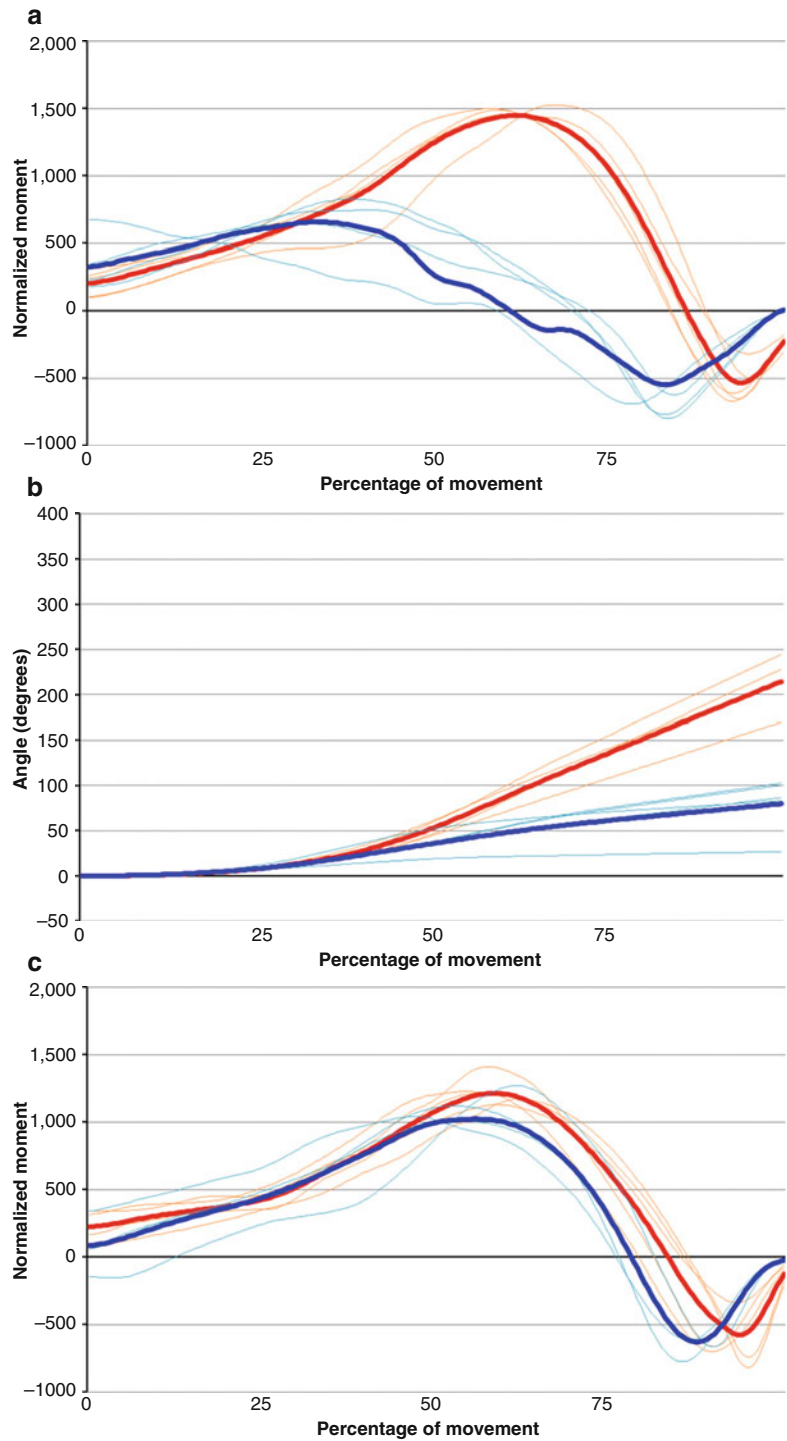 a
2,000
1,500
1,000
500
0
–500
–1000
Normalized moment
0 25 50 75
Percentage of movement
b
400
350
300
250
200
150
100
50
0
–50
Angle (degrees)
0 25 50 75
Percentage of movement
c
2,000
1,500
1,000
500
0
–500
–1000
Normalized moment
0 25 50 75
Percentage of movement